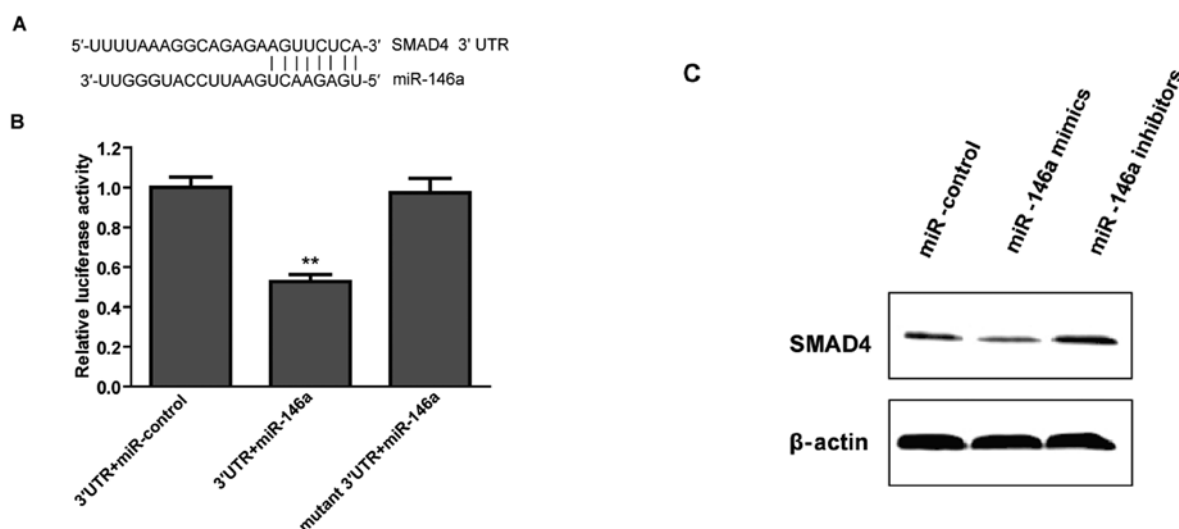 A
5′-UUUUAAAGGCAGAGAAGUUCUCA-3′ SMAD4 3' UTR
3′-UUGGGUACCUUAAGUCAAGAGU-5′ miR-146a
B
Relative luciferase activity
1.2
1.0
0.8
0.6
0.4
0.2
0.0
**
3'UTR+miR-control
3'UTR+miR-146a
mutant 3'UTR+miR-146a
C
miR -control
miR -146a mimics
miR -146a inhibitors
SMAD4
β-actin